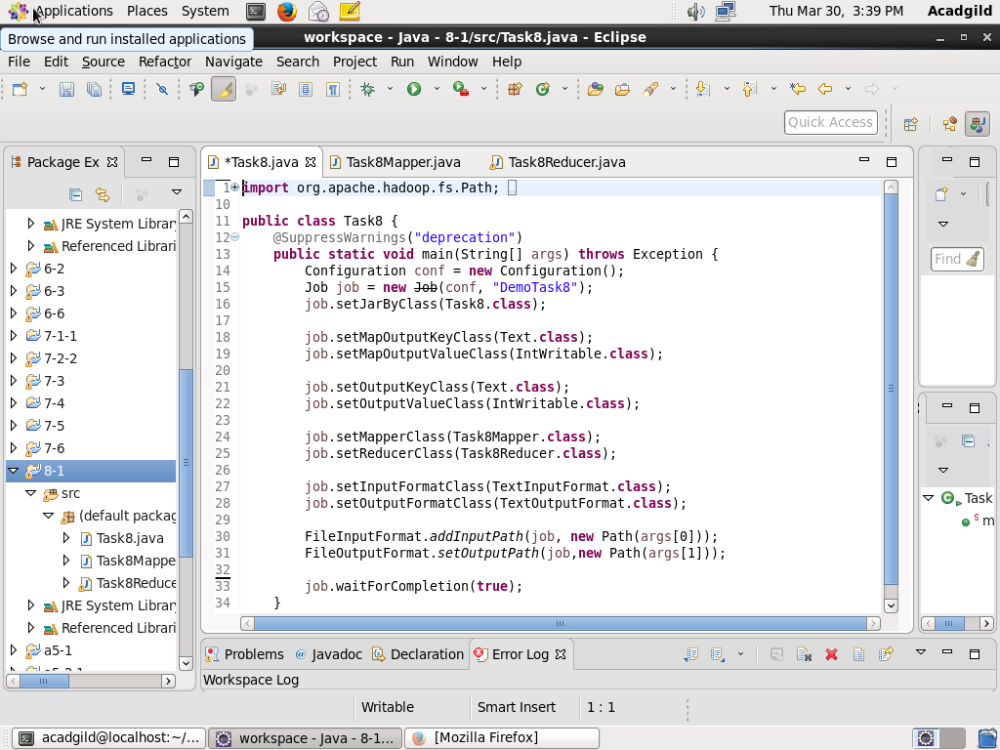 Applications Places System Thu Mar 30, 3:39 PM Acadgild
Browse and run installed applications
workspace - Java - 8-1/src/Task8.java - Eclipse
File Edit Source Refactor Navigate Search Project Run Window Help
Quick Access
Package Ex
*Task8.java Task8Mapper.java Task8Reducer.java
JRE System Librar
Referenced Librari
6-2
6-3
6-6
7-1-1
7-2-2
7-3
7-4
7-5
7-6
8-1
src
(default packag
Task8.java
Task8Mappe
Task8Reduce
JRE System Librar
Referenced Librari
a5-1
1 import org.apache.hadoop.fs.Path;
10
11 public class Task8 {
12 @SuppressWarnings("deprecation")
13 public static void main(String[] args) throws Exception {
14 Configuration conf = new Configuration();
15 Job job = new Job(conf, "DemoTask8");
16 job.setJarByClass(Task8.class);
17
18 job.setMapOutputKeyClass(Text.class);
19 job.setMapOutputValueClass(IntWritable.class);
20
21 job.setOutputKeyClass(Text.class);
22 job.setOutputValueClass(IntWritable.class);
23
24 job.setMapperClass(Task8Mapper.class);
25 job.setReducerClass(Task8Reducer.class);
26
27 job.setInputFormatClass(TextInputFormat.class);
28 job.setOutputFormatClass(TextOutputFormat.class);
29
30 FileInputFormat.addInputPath(job, new Path(args[0]));
31 FileOutputFormat.setOutputPath(job,new Path(args[1]));
32
33 job.waitForCompletion(true);
34 }
Find
Task
m
Problems @ Javadoc Declaration Error Log
Workspace Log
Writable Smart Insert 1 : 1
acadgild@localhost:~/... workspace - Java - 8-1... [Mozilla Firefox]